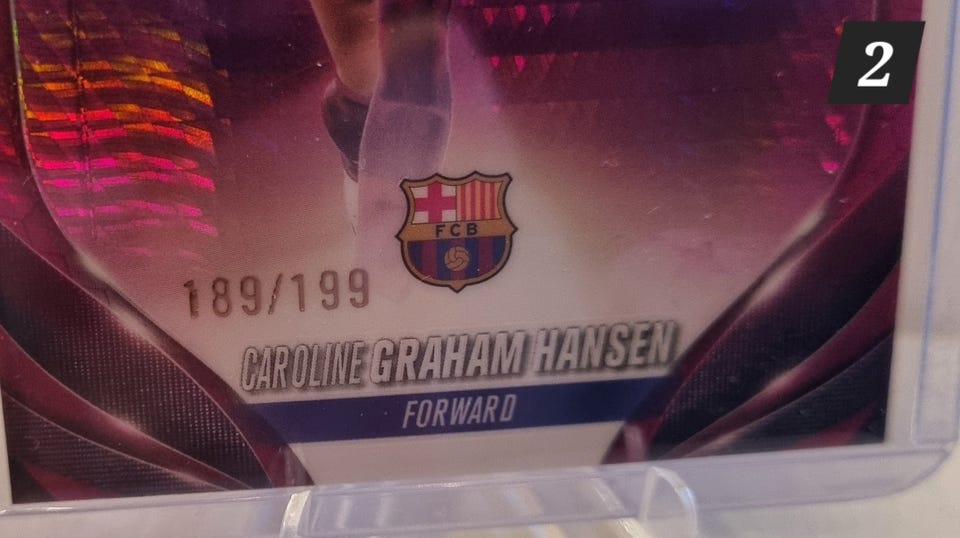 2
FCB
189/199
CAROLINE GRAHAM HANSEN
FORWARD